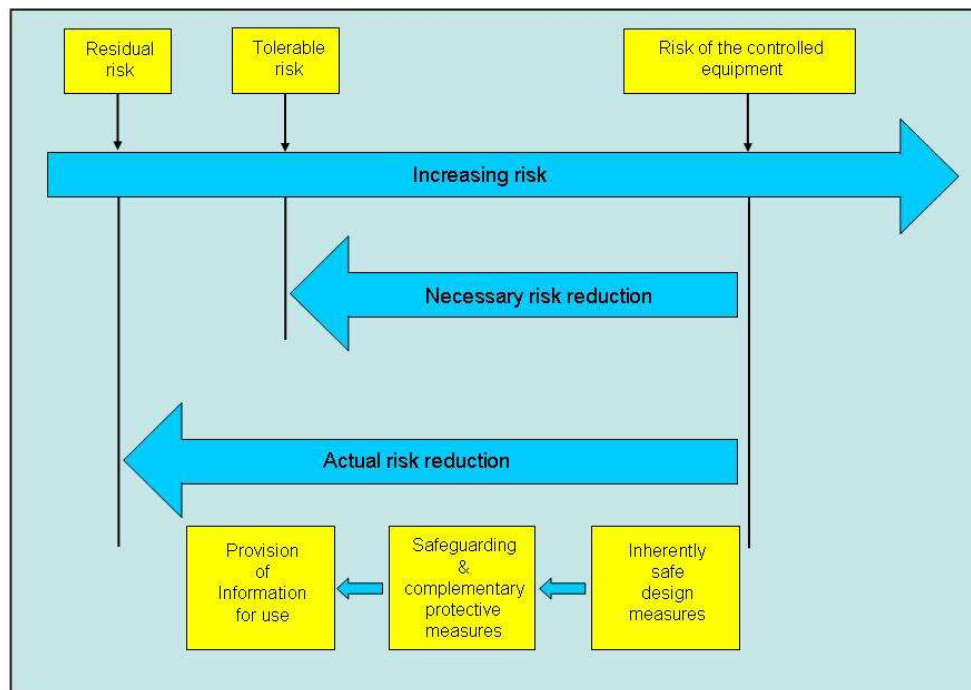 Residual
risk
Tolerable
risk
Risk of the controlled
equipment
Increasing risk
Necessary risk reduction
Actual risk reduction
Provision
of
Information
for use
Safeguarding
&
complementary
protective
measures
Inherently
safe
design
measures